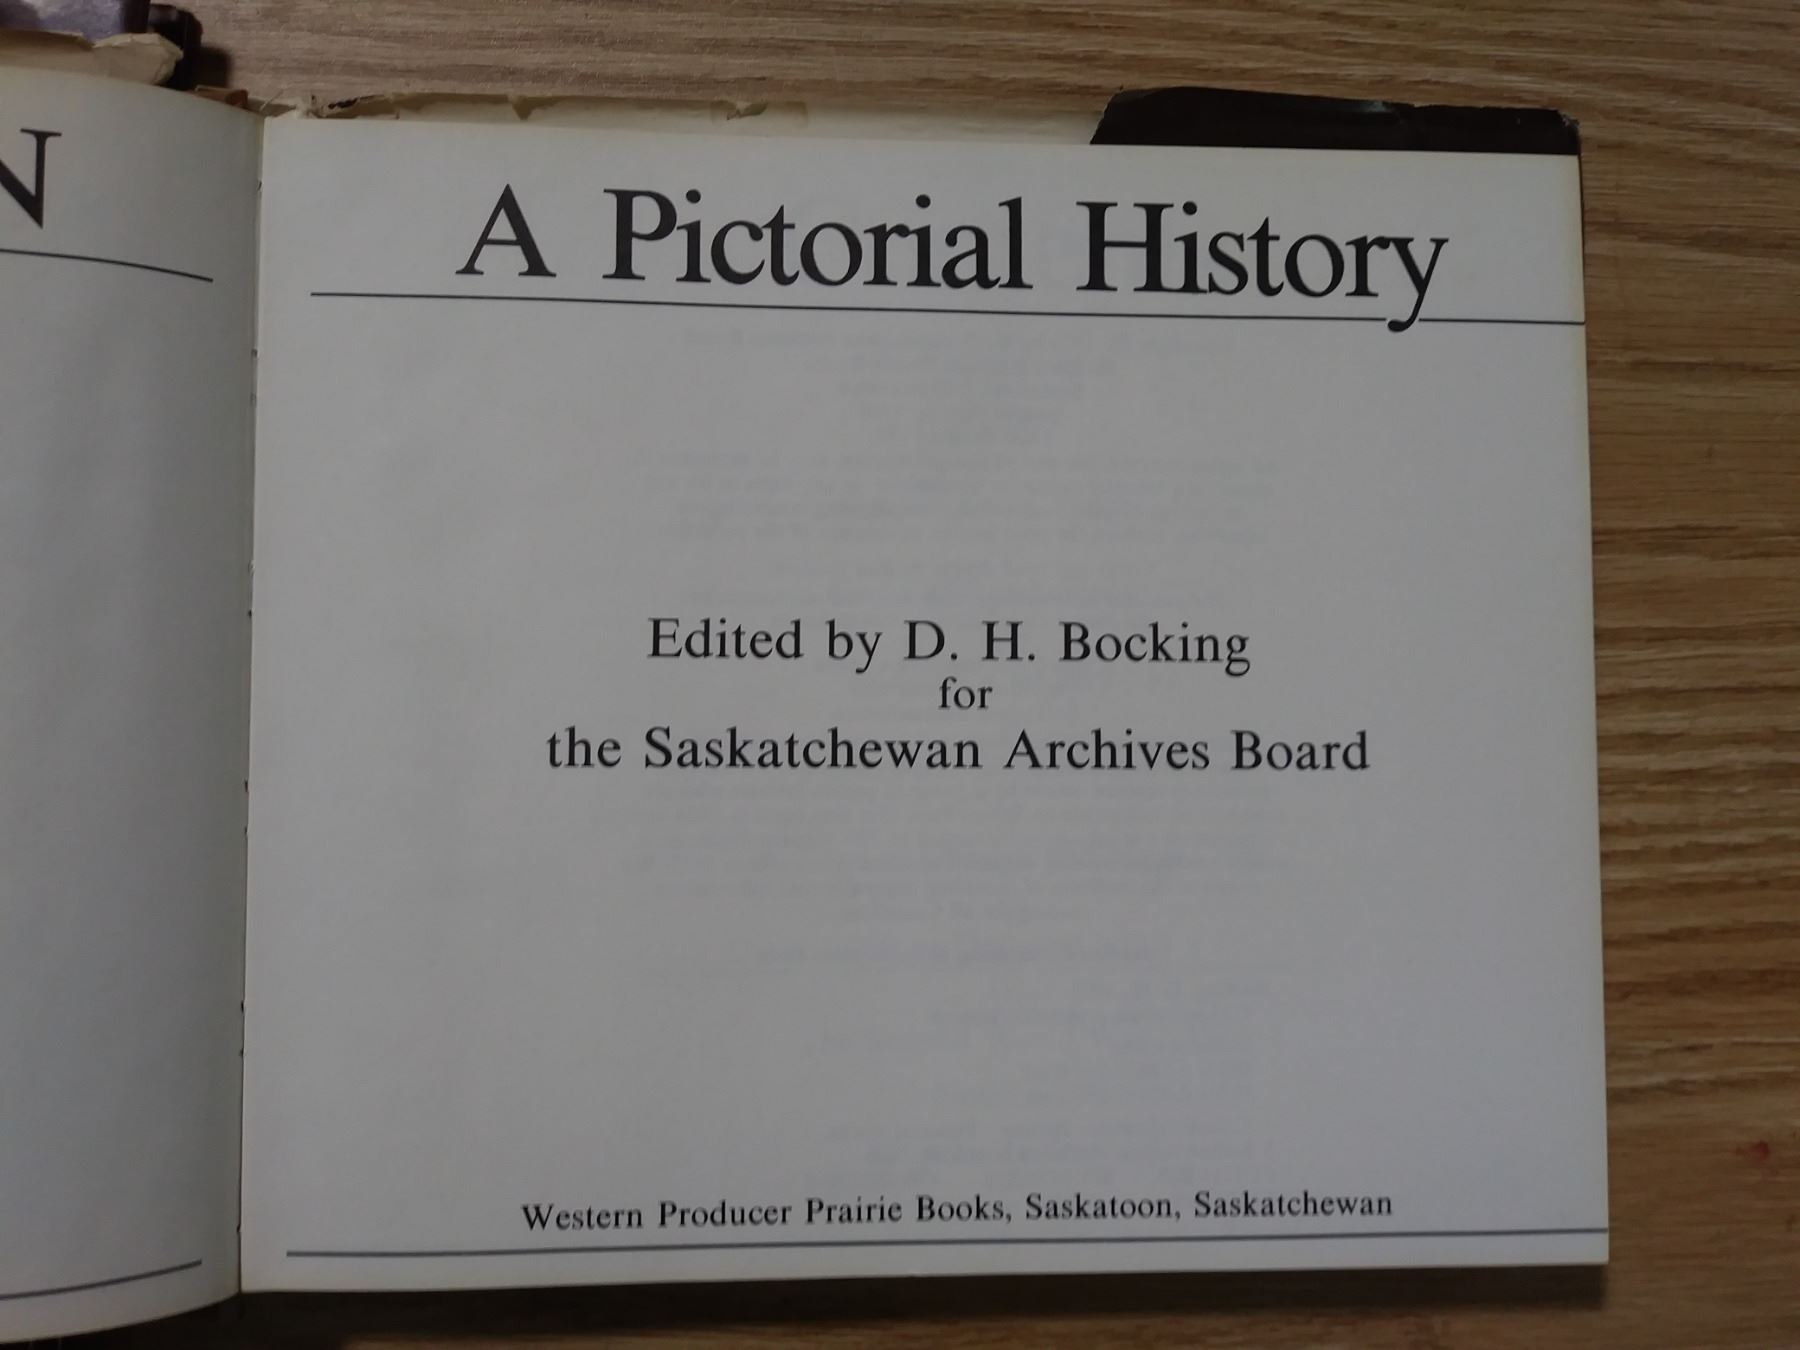 N
A Pictorial History
Edited by D. H. Bocking
for
the Saskatchewan Archives Board
Western Producer Prairie Books, Saskatoon, Saskatchewan